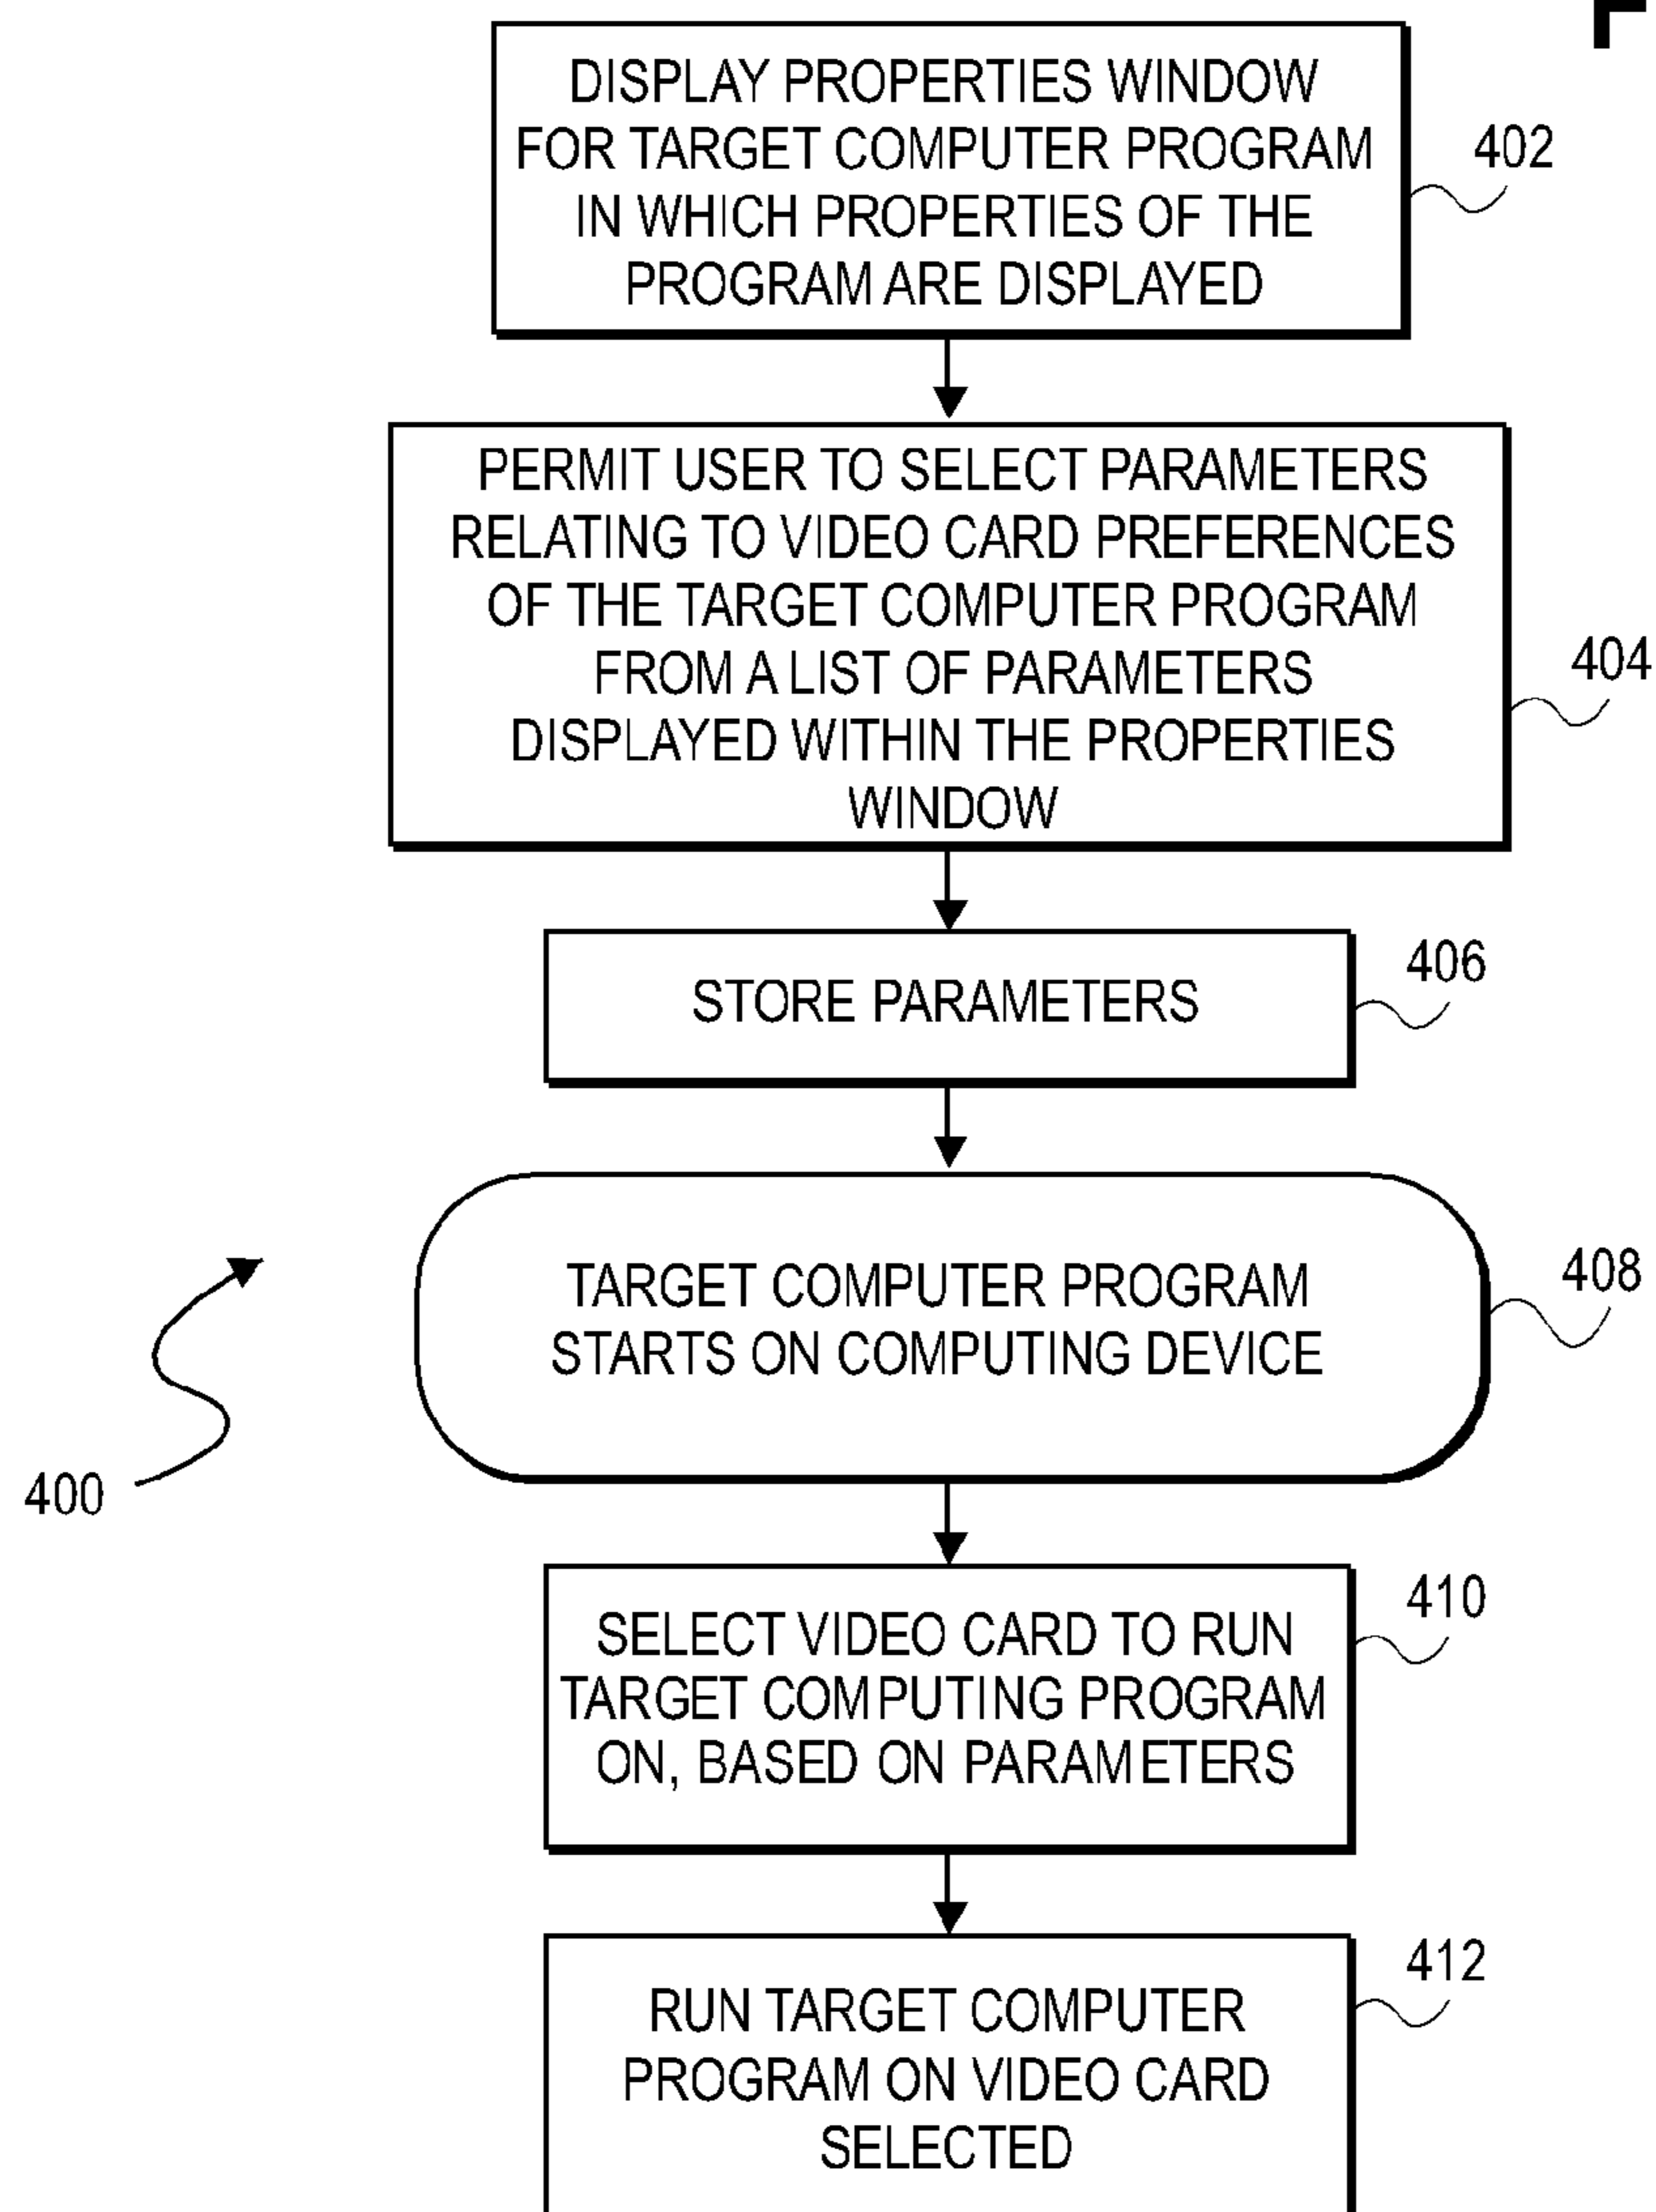 DISPLAY PROPERTIES WINDOW
FOR TARGET COMPUTER PROGRAM
IN WHICH PROPERTIES OF THE
PROGRAM ARE DISPLAYED
402
PERMIT USER TO SELECT PARAMETERS
RELATING TO VIDEO CARD PREFERENCES
OF THE TARGET COMPUTER PROGRAM
FROM A LIST OF PARAMETERS
DISPLAYED WITHIN THE PROPERTIES
WINDOW
404
STORE PARAMETERS
406
TARGET COMPUTER PROGRAM
STARTS ON COMPUTING DEVICE
408
400
SELECT VIDEO CARD TO RUN
TARGET COMPUTING PROGRAM
ON, BASED ON PARAMETERS
410
RUN TARGET COMPUTER
PROGRAM ON VIDEO CARD
SELECTED
412